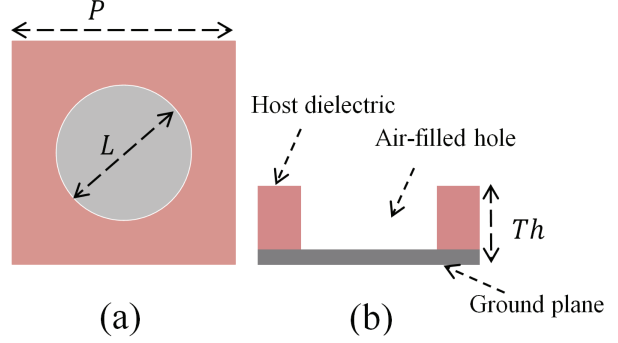 P
L
Host dielectric
Air-filled hole
Th
Ground plane
(a)
(b)